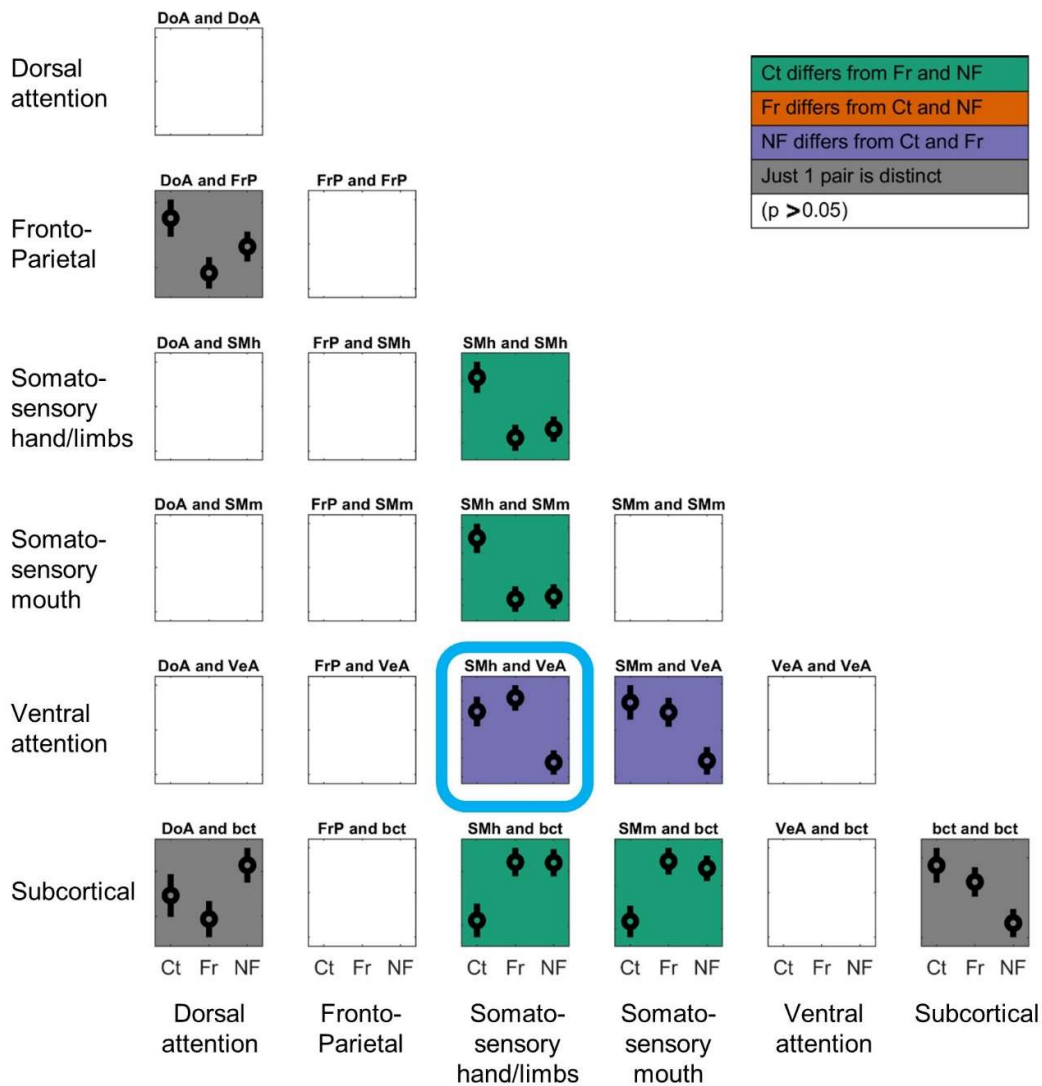 DoA and DoA
Dorsal
attention
Ct differs from Fr and NF
Fr differs from Ct and NF
NF differs from Ct and Fr
Just 1 pair is distinct
(p >0.05)
DoA and FrP
FrP and FrP
Fronto-
Parietal
DoA and SMh
FrP and SMh
SMh and SMh
Somato-
sensory
hand/limbs
DoA and SMm
FrP and SMm
SMh and SMm
SMm and SMm
Somato-
sensory
mouth
DoA and VeA
FrP and VeA
SMh and VeA
SMm and VeA
VeA and VeA
Ventral
attention
DoA and bct
FrP and bct
SMh and bct
SMm and bct
VeA and bct
bct and bct
Subcortical
Ct Fr NF
Ct Fr NF
Ct Fr NF
Ct Fr NF
Ct Fr NF
Ct Fr NF
Dorsal
attention
Fronto-
Parietal
Somato-
sensory
hand/limbs
Somato-
sensory
mouth
Ventral
attention
Subcortical